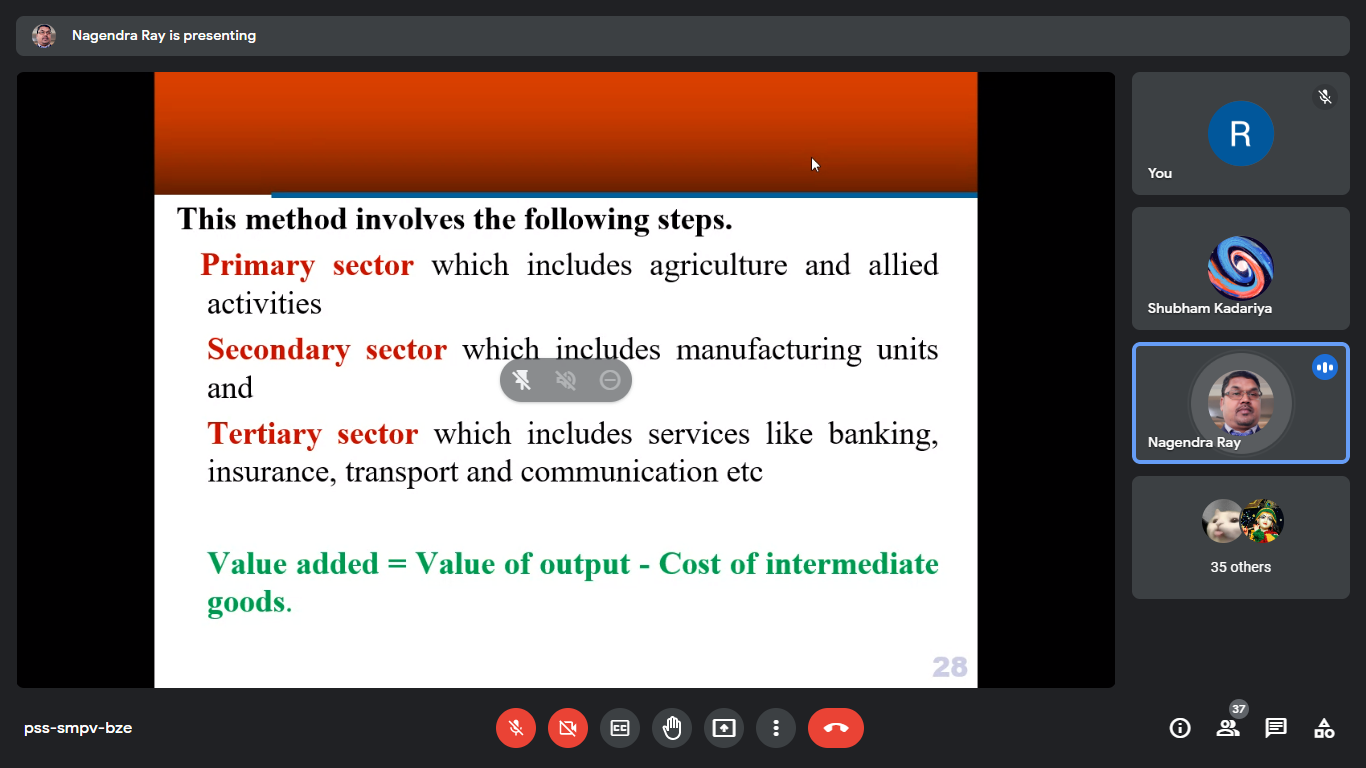 Nagendra Ray is presenting
This method involves the following steps.
Primary sector which includes agriculture and allied
activities
Secondary sector which includes manufacturing units
and
Tertiary sector which includes services like banking,
insurance, transport and communication etc
Value added = Value of output - Cost of intermediate
goods.
28
R
You
Shubham Kadariya
Nagendra Ray
35 others
pss-smpv-bze
CC
37